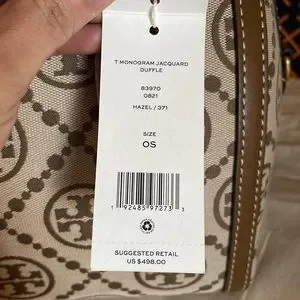 T MONOGRAM JACQUARD
DUFFLE
83970
0821
HAZEL / 371
SIZE
OS
1 92485 97273 3
SUGGESTED RETAIL
US $498.00